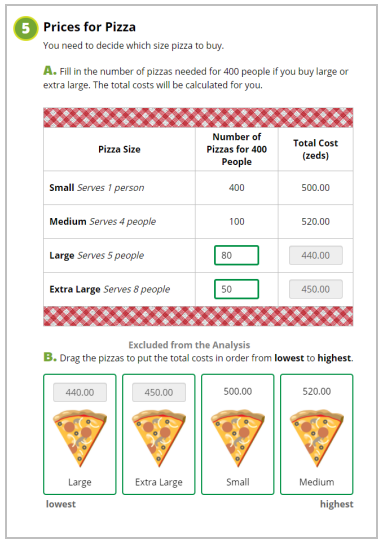 5 Prices for Pizza
You need to decide which size pizza to buy.
A. Fill in the number of pizzas needed for 400 people if you buy large or
extra large. The total costs will be calculated for you.
Pizza Size Number of Pizzas for 400 People Total Cost (zeds)
Small Serves 1 person 400 500.00
Medium Serves 4 people 100 520.00
Large Serves 5 people 80 440.00
Extra Large Serves 8 people 50 450.00
Excluded from the Analysis
B. Drag the pizzas to put the total costs in order from lowest to highest.
440.00 450.00 500.00 520.00
Large Extra Large Small Medium
lowest highest